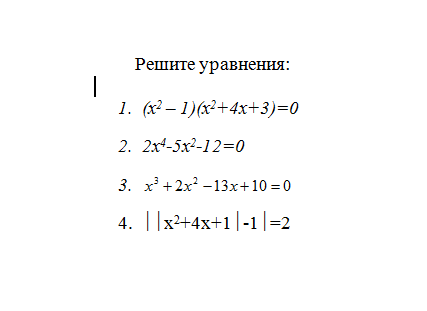 Решите уравнения:
1. (x² – 1)(x²+4x+3)=0
2. 2x⁴-5x²-12=0
3. x³ + 2x² − 13x + 10 = 0
4. ||x²+4x+1|-1|=2